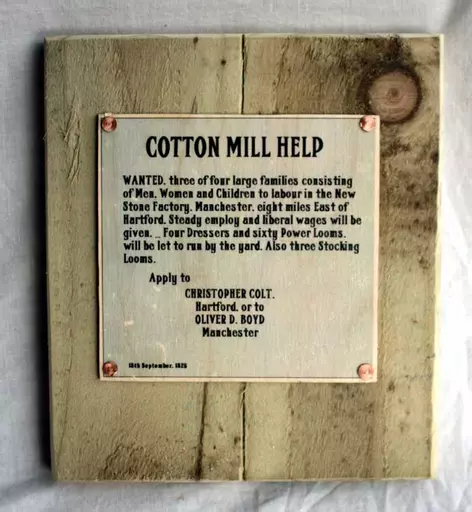 COTTON MILL HELP
WANTED, three of four large families consisting
of Men, Women and Children to labour in the New
Stone Factory, Manchester, eight miles East of
Hartford. Steady employ and liberal wages will be
given. _ Four Dressers and sixty Power Looms,
will be let to run by the yard. Also three Stocking
Looms.
Apply to
CHRISTOPHER COLT,
Hartford, or to
OLIVER D. BOYD
Manchester
18th September,